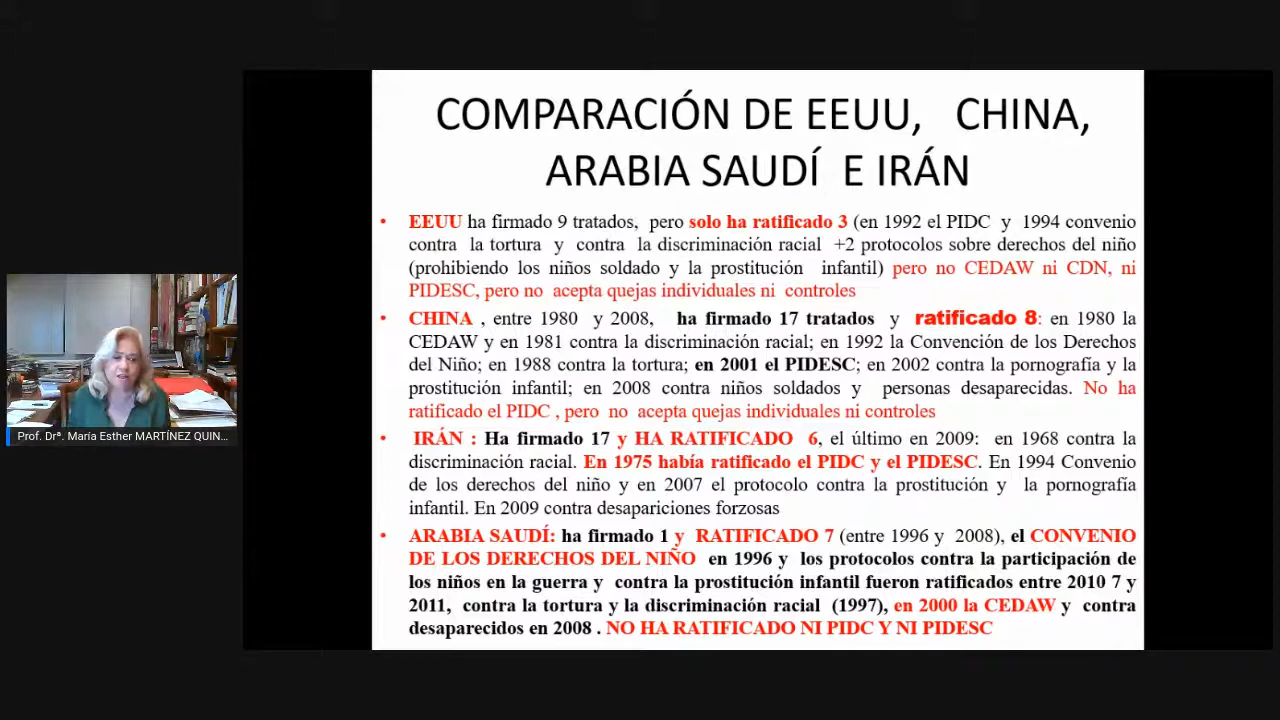 COMPARACIÓN DE EEUU, CHINA,
ARABIA SAUDÍ E IRÁN
• EEUU ha firmado 9 tratados, pero solo ha ratificado 3 (en 1992 el PIDC y 1994 convenio
contra la tortura y contra la discriminación racial +2 protocolos sobre derechos del niño
(prohibiendo los niños soldado y la prostitución infantil) pero no CEDAW ni CDN, ni
PIDESC, pero no acepta quejas individuales ni controles
• CHINA , entre 1980 y 2008, ha firmado 17 tratados y ratificado 8: en 1980 la
CEDAW y en 1981 contra la discriminación racial; en 1992 la Convención de los Derechos
del Niño; en 1988 contra la tortura; en 2001 el PIDESC; en 2002 contra la pornografía y la
prostitución infantil; en 2008 contra niños soldados y personas desaparecidas. No ha
ratificado el PIDC , pero no acepta quejas individuales ni controles
• IRÁN : Ha firmado 17 y HA RATIFICADO 6, el último en 2009: en 1968 contra la
discriminación racial. En 1975 había ratificado el PIDC y el PIDESC. En 1994 Convenio
de los derechos del niño y en 2007 el protocolo contra la prostitución y la pornografía
infantil. En 2009 contra desapariciones forzosas
• ARABIA SAUDÍ: ha firmado 1 y RATIFICADO 7 (entre 1996 y 2008), el CONVENIO
DE LOS DERECHOS DEL NIÑO en 1996 y los protocolos contra la participación de
los niños en la guerra y contra la prostitución infantil fueron ratificados entre 2010 7 y
2011, contra la tortura y la discriminación racial (1997), en 2000 la CEDAW y contra
desaparecidos en 2008 . NO HA RATIFICADO NI PIDC Y NI PIDESC
Prof. Drª. María Esther MARTÍNEZ QUIN...